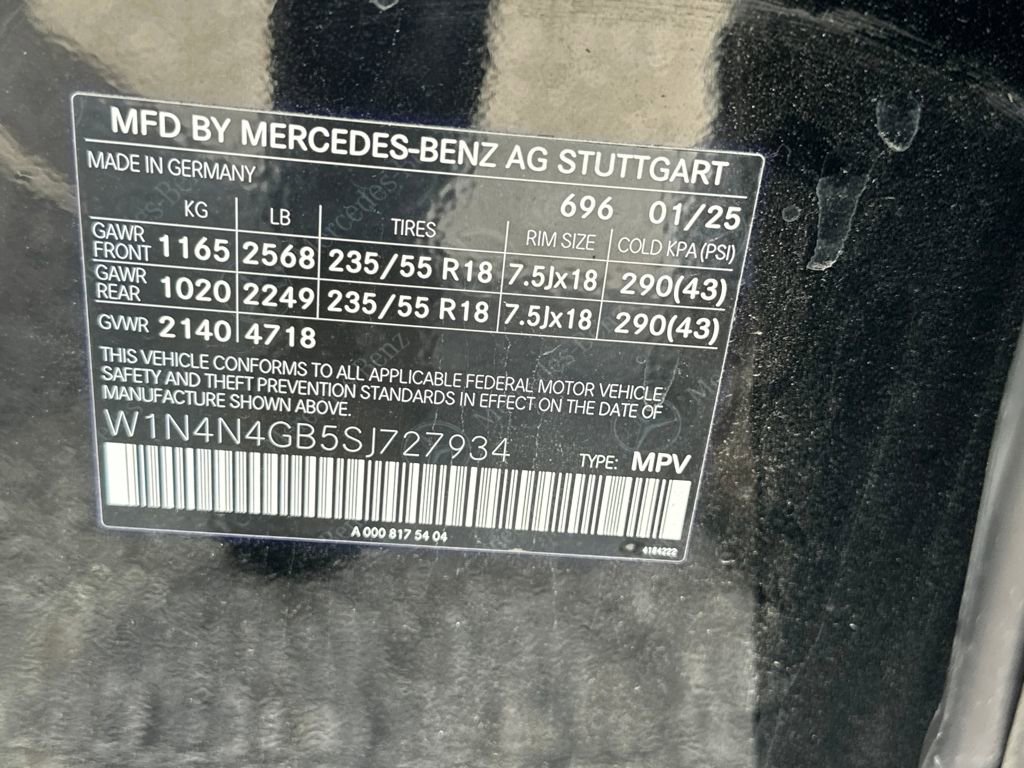 MFD BY MERCEDES-BENZ AG STUTTGART
MADE IN GERMANY
696 01/25
KG LB TIRES RIM SIZE COLD KPA (PSI)
GAWR FRONT 1165 2568 235/55 R18 7.5Jx18 290(43)
GAWR REAR 1020 2249 235/55 R18 7.5Jx18 290(43)
GVWR 2140 4718
THIS VEHICLE CONFORMS TO ALL APPLICABLE FEDERAL MOTOR VEHICLE
SAFETY AND THEFT PREVENTION STANDARDS IN EFFECT ON THE DATE OF
MANUFACTURE SHOWN ABOVE.
W1N4N4GB5SJ727934
TYPE: MPV
A 000 817 54 04
4184222